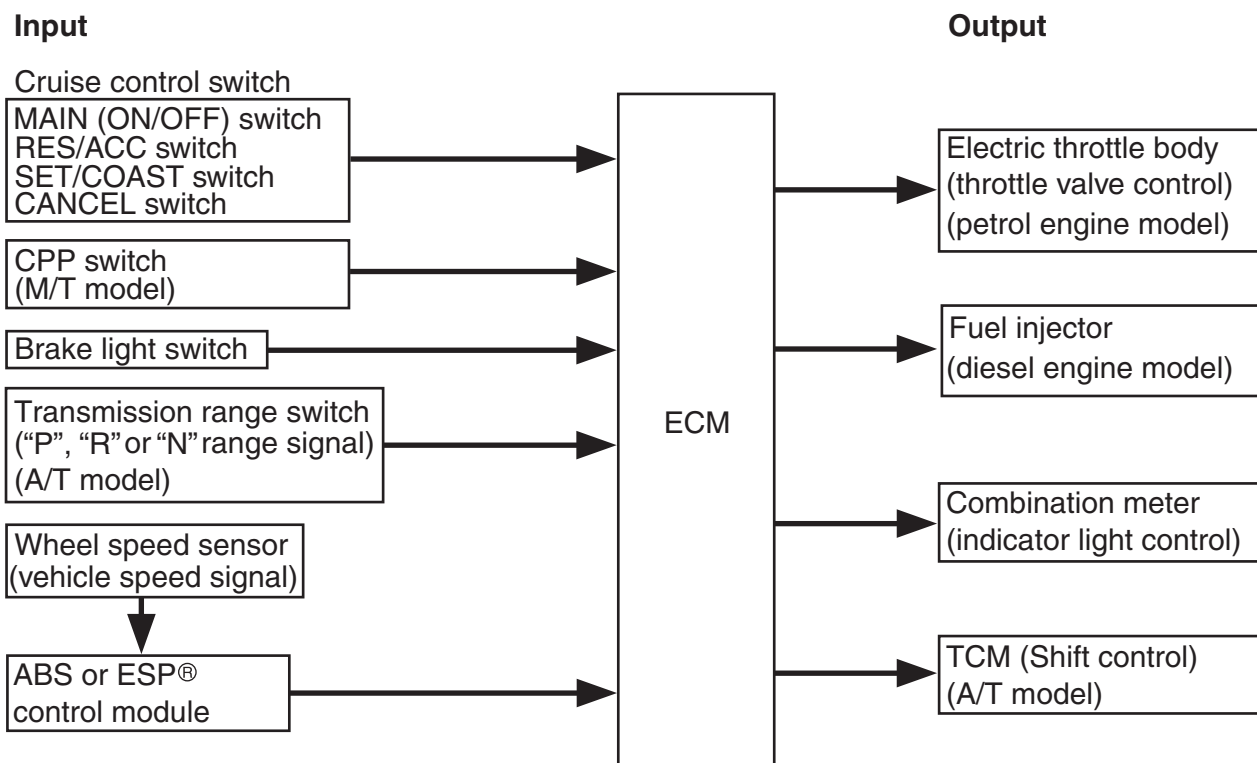 Input
Output
Cruise control switch
MAIN (ON/OFF) switch
RES/ACC switch
SET/COAST switch
CANCEL switch
CPP switch
(M/T model)
Brake light switch
Transmission range switch
(“P”, “R” or “N” range signal)
(A/T model)
Wheel speed sensor
(vehicle speed signal)
ABS or ESP®
control module
ECM
Electric throttle body
(throttle valve control)
(petrol engine model)
Fuel injector
(diesel engine model)
Combination meter
(indicator light control)
TCM (Shift control)
(A/T model)